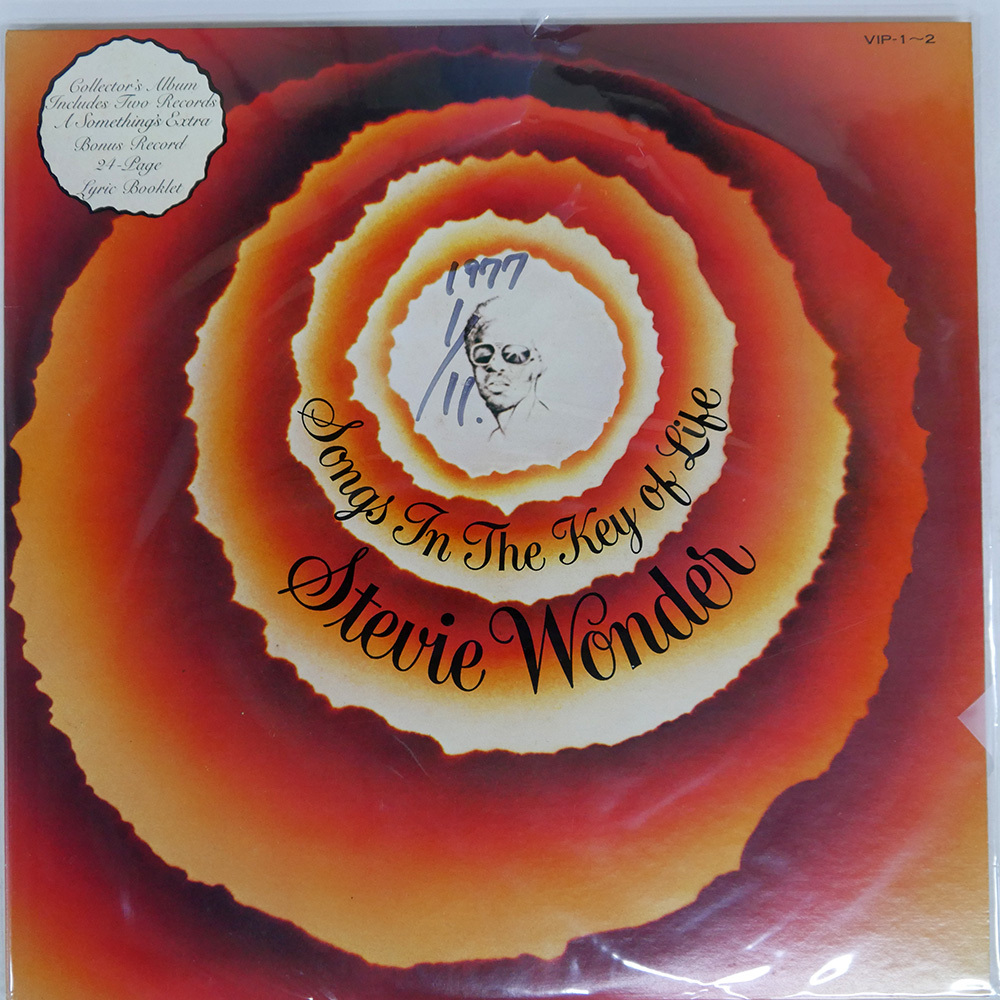 VIP-1~2
Collector's Album
Includes Two Records
A Something's Extra
Bonus Record
24-Page
Lyric Booklet
1977
1/11.
Songs In The Key of Life
Stevie Wonder